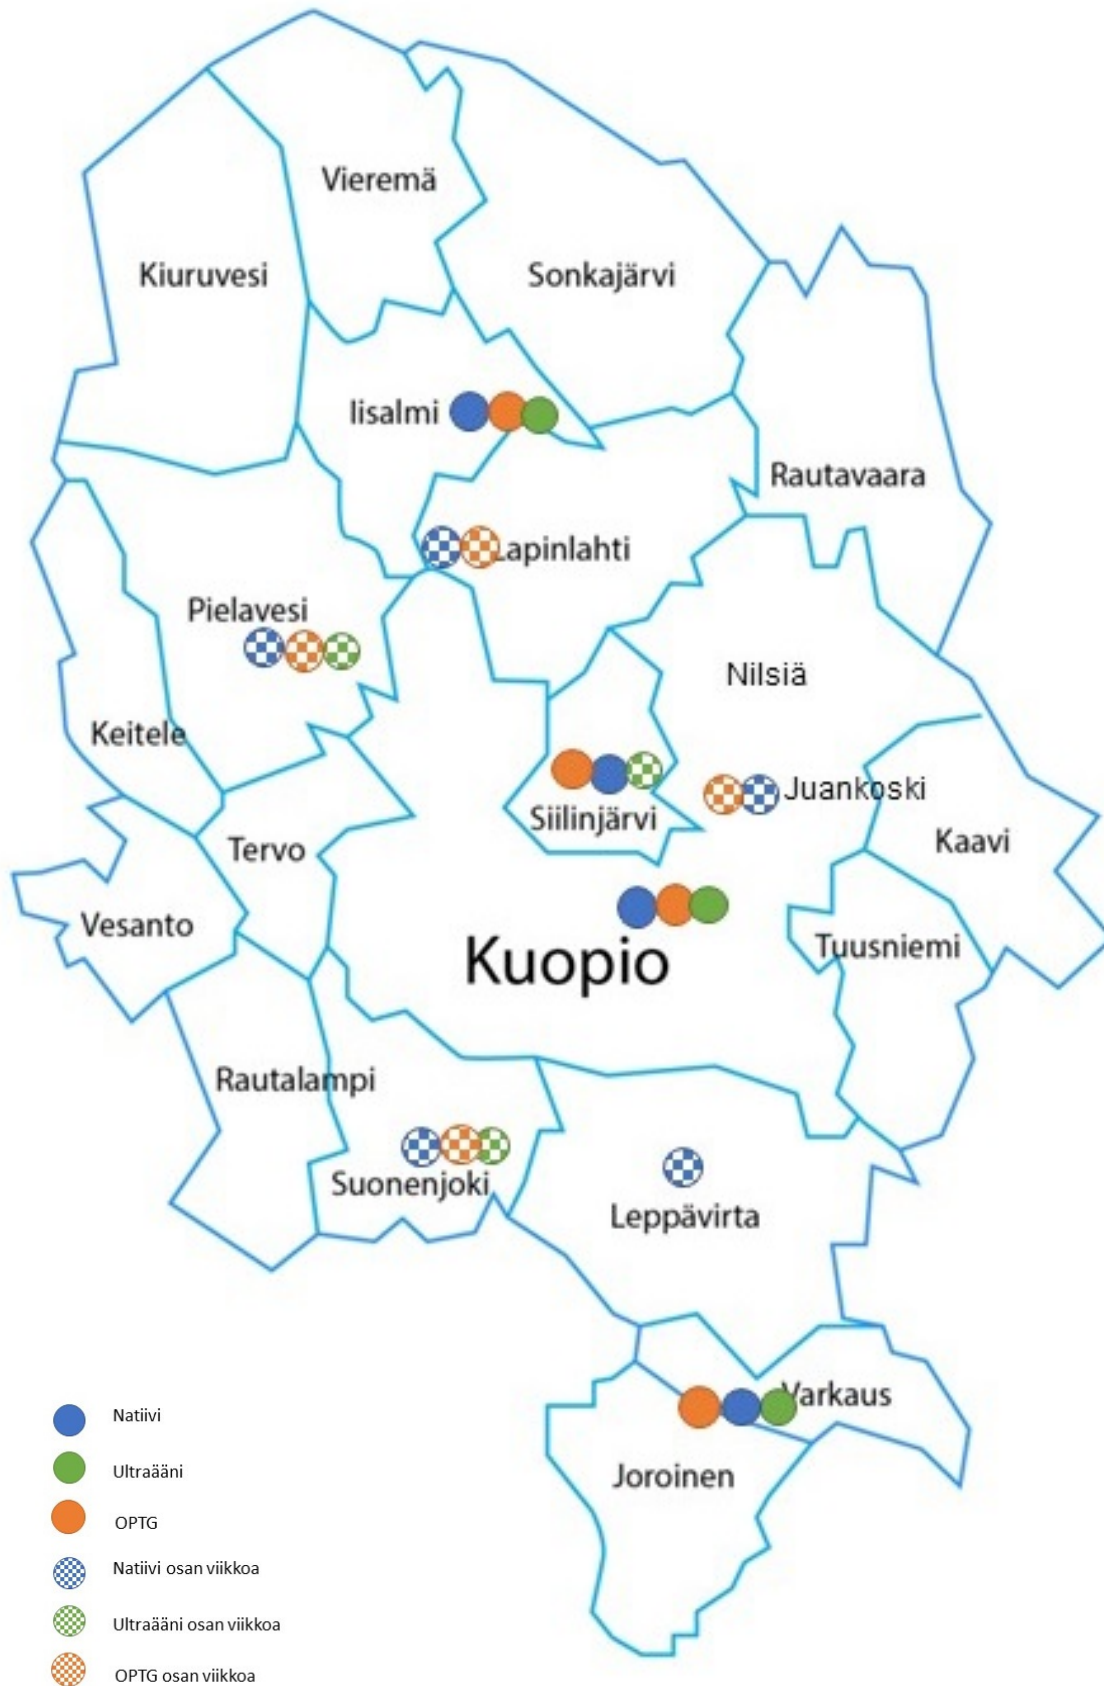 Vieremä
Kiuruvesi
Sonkajärvi
Iisalmi
Rautavaara
Lapinlahti
Pielavesi
Nilsiä
Keitele
Juankoski
Siilinjärvi
Kaavi
Tervo
Vesanto
Tuusniemi
Kuopio
Rautalampi
Suonenjoki
Leppävirta
Varkaus
Joroinen
Natiivi
Ultraääni
OPTG
Natiivi osan viikkoa
Ultraääni osan viikkoa
OPTG osan viikkoa